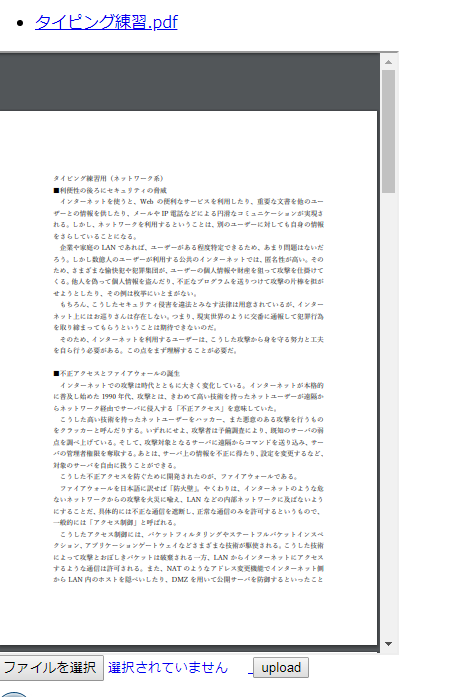 タイピング練習.pdf
タイピング練習用（ネットワーク系）
■利便性の後ろにセキュリティの脅威
インターネットを使うと、Web の便利なサービスを利用したり、重要な文書を他のユー
ザーとの情報を供したり、メールや IP 電話などによる円滑なコミュニケーションが実現さ
れる。しかし、ネットワークを利用するということは、別のユーザーに対しても自身の情報
をさらしていることになる。
企業や家庭の LAN であれば、ユーザーがある程度特定できるため、あまり問題はないだ
ろう。しかし数億人のユーザーが利用する公共のインターネットでは、匿名性が高い。その
ため、さまざまな愉快犯や犯罪集団が、ユーザーの個人情報や財産を狙って攻撃を仕掛けて
くる。他人を偽って個人情報を盗んだり、不正なプログラムを送りつけて攻撃の片棒を担が
せようとしたり、その例は枚挙にいとまがない。
もちろん、こうしたセキュリティ侵害を違法とみなす法律は用意されているが、インター
ネット上にはお巡りさんは存在しない。つまり、現実世界のように交番に通報して犯罪行為
を取り締まってもらうということは期待できないのだ。
そのため、インターネットを利用するユーザーは、こうした攻撃から身を守る努力と工夫
を自ら行う必要がある。この点をまず理解することが必要だ。
■不正アクセスとファイアウォールの誕生
インターネットでの攻撃は時代とともに大きく変化している。インターネットが本格的
に普及し始めた 1990 年代、攻撃とは、きわめて高い技術を持ったネットユーザーが遠隔か
らネットワーク経由でサーバに侵入する「不正アクセス」を意味していた。
こうした高い技術を持ったネットユーザーをハッカー、また悪意のある攻撃を行うもの
をクラッカーと呼んだりする。いずれにせよ、攻撃者は予備調査により、既知のサーバの弱
点を調べ上げている。そして、攻撃対象となるサーバに遠隔からコマンドを送り込み、サー
バの管理者権限を奪取する。あとは、サーバ上の情報を不正に得たり、設定を変更するなど、
対象のサーバを自由に扱うことができる。
こうした不正アクセスを防ぐために開発されたのが、ファイアウォールである。
ファイアウォールを日本語に訳せば「防火壁」。やくわりは、インターネットのような危
ないネットワークからの攻撃を火災に喩え、LAN などの内部ネットワークに及ばないよう
にすることだ、具体的には不正な通信を遮断し、正常な通信のみを許可するというもので、
一般的には「アクセス制御」と呼ばれる。
こうしたアクセス制御には、パケットフィルタリングやステートフルパケットインスペ
クション、アプリケーションゲートウェイなどさまざまな技術が駆使される。こうした技術
によって攻撃とおぼしきパケットは破棄される一方、LAN からインターネットにアクセス
するような通信は許可される。また、NAT のようなアドレス変更機能でインターネット側
から LAN 内のホストを隠ぺいしたり、DMZ を用いて公開サーバを防御するといったこと
ファイルを選択 選択されていません upload